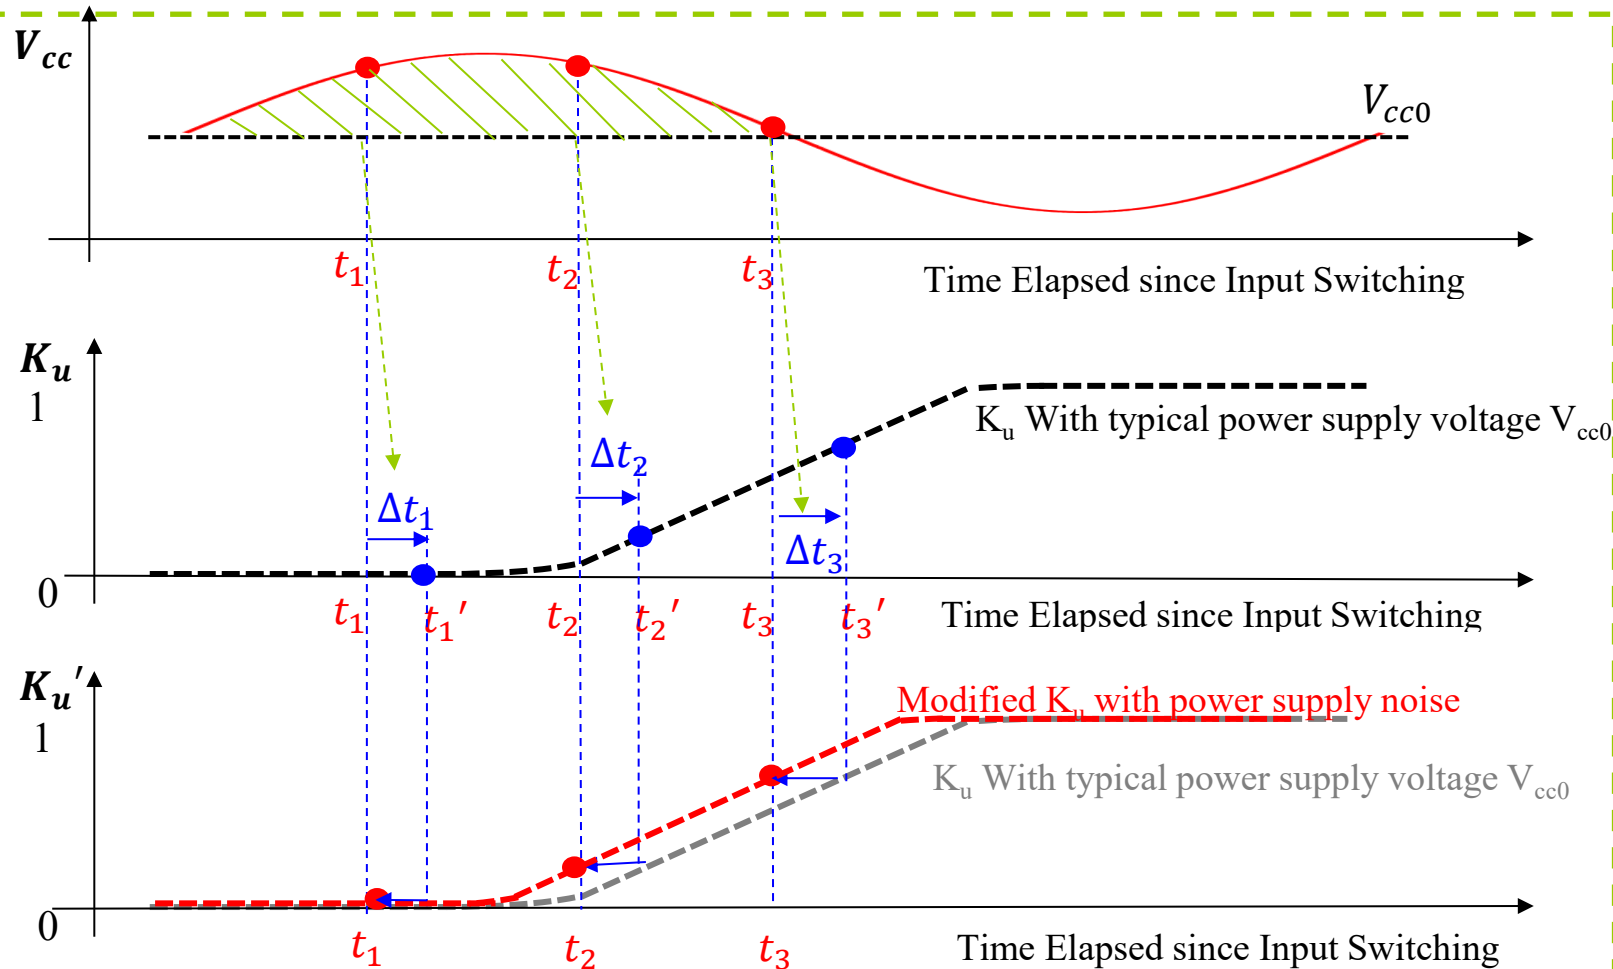 V_cc
V_cc0
t_1 t_2 t_3
Time Elapsed since Input Switching
K_u
1
K_u With typical power supply voltage V_cc0
Δt_2
Δt_1
Δt_3
0
t_1 t_1′ t_2 t_2′ t_3 t_3′
Time Elapsed since Input Switching
K_u′
Modified K_u with power supply noise
1
K_u With typical power supply voltage V_cc0
0
t_1 t_2 t_3
Time Elapsed since Input Switching